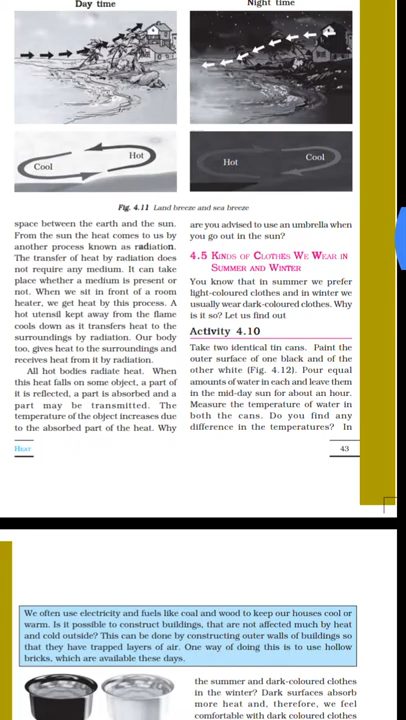 Day time
Night time
Hot
Cool
Hot
Cool
Fig. 4.11 Land breeze and sea breeze
space between the earth and the sun.
From the sun the heat comes to us by
another process known as radiation.
The transfer of heat by radiation does
not require any medium. It can take
place whether a medium is present or
not. When we sit in front of a room
heater, we get heat by this process. A
hot utensil kept away from the flame
cools down as it transfers heat to the
surroundings by radiation. Our body
too, gives heat to the surroundings and
receives heat from it by radiation.
All hot bodies radiate heat. When
this heat falls on some object, a part of
it is reflected, a part is absorbed and a
part may be transmitted. The
temperature of the object increases due
to the absorbed part of the heat. Why
are you advised to use an umbrella when
you go out in the sun?
4.5 KINDS OF CLOTHES WE WEAR IN
SUMMER AND WINTER
You know that in summer we prefer
light-coloured clothes and in winter we
usually wear dark-coloured clothes. Why
is it so? Let us find out
Activity 4.10
Take two identical tin cans. Paint the
outer surface of one black and of the
other white (Fig. 4.12). Pour equal
amounts of water in each and leave them
in the mid-day sun for about an hour.
Measure the temperature of water in
both the cans. Do you find any
difference in the temperatures? In
HEAT
43
We often use electricity and fuels like coal and wood to keep our houses cool or
warm. Is it possible to construct buildings, that are not affected much by heat
and cold outside? This can be done by constructing outer walls of buildings so
that they have trapped layers of air. One way of doing this is to use hollow
bricks, which are available these days.
the summer and dark-coloured clothes
in the winter? Dark surfaces absorb
more heat and, therefore, we feel
comfortable with dark coloured clothes